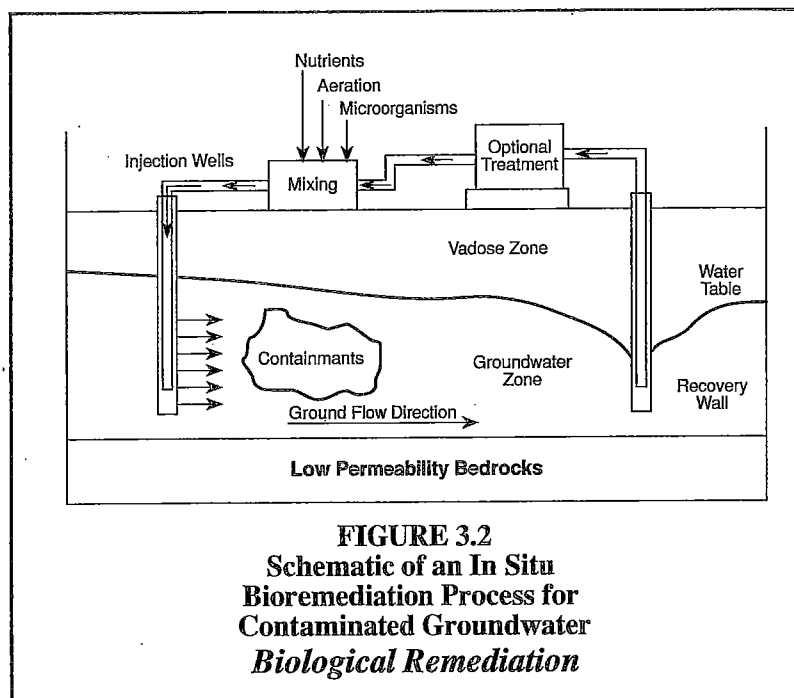 Nutrients
Aeration
Microorganisms
Injection Wells
Mixing
Optional
Treatment
Vadose Zone
Water
Table
Containmants
Groundwater
Zone
Recovery
Wall
Ground Flow Direction
Low Permeability Bedrocks
FIGURE 3.2
Schematic of an In Situ
Bioremediation Process for
Contaminated Groundwater
Biological Remediation